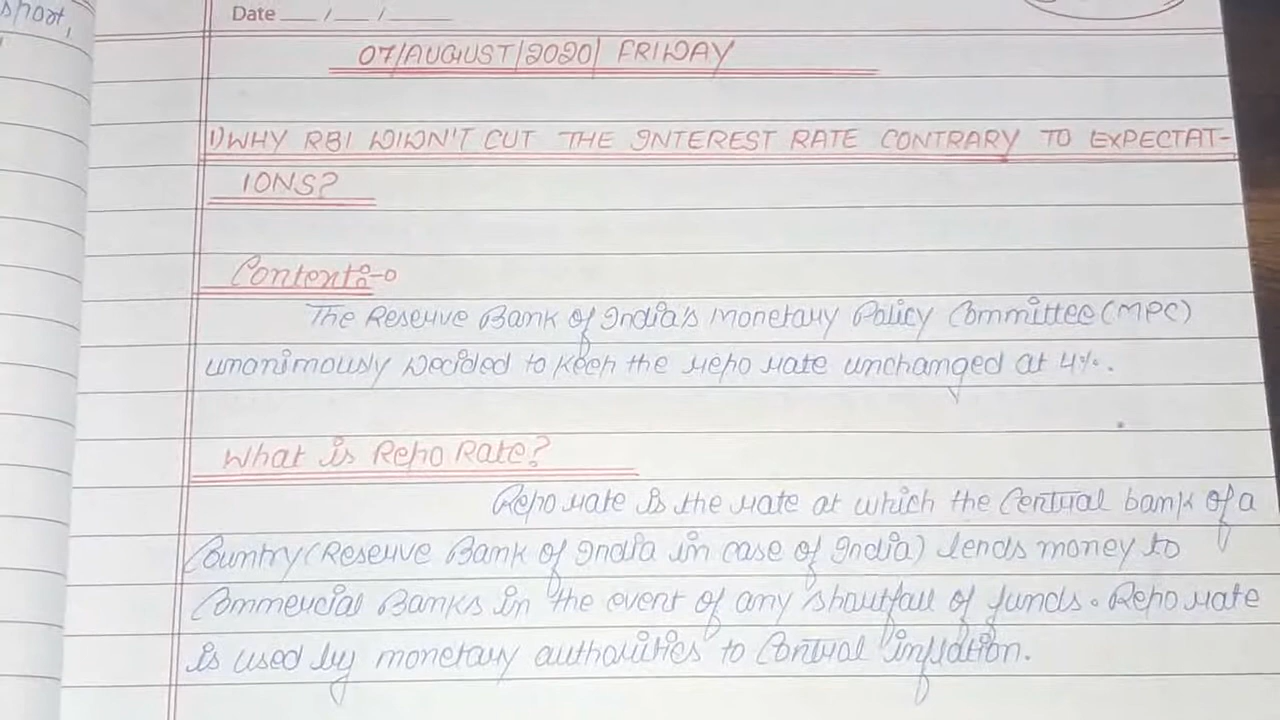 short,
Date ___ /___ /______
07/AUGUST/2020/ FRIDAY
1) WHY RBI DIDN'T CUT THE INTEREST RATE CONTRARY TO EXPECTAT-
IONS?
Content:-
The Reserve Bank of India's monetary Policy Committee (MPC)
unanimously Decided to keep the repo rate unchanged at 4%.
What is Repo Rate?
Repo rate is the rate at which the Central bank of a
Country (Reserve Bank of India in case of India) lends money to
Commercial Banks in the event of any shortfall of funds. Repo rate
is used by monetary authorities to Control inflation.